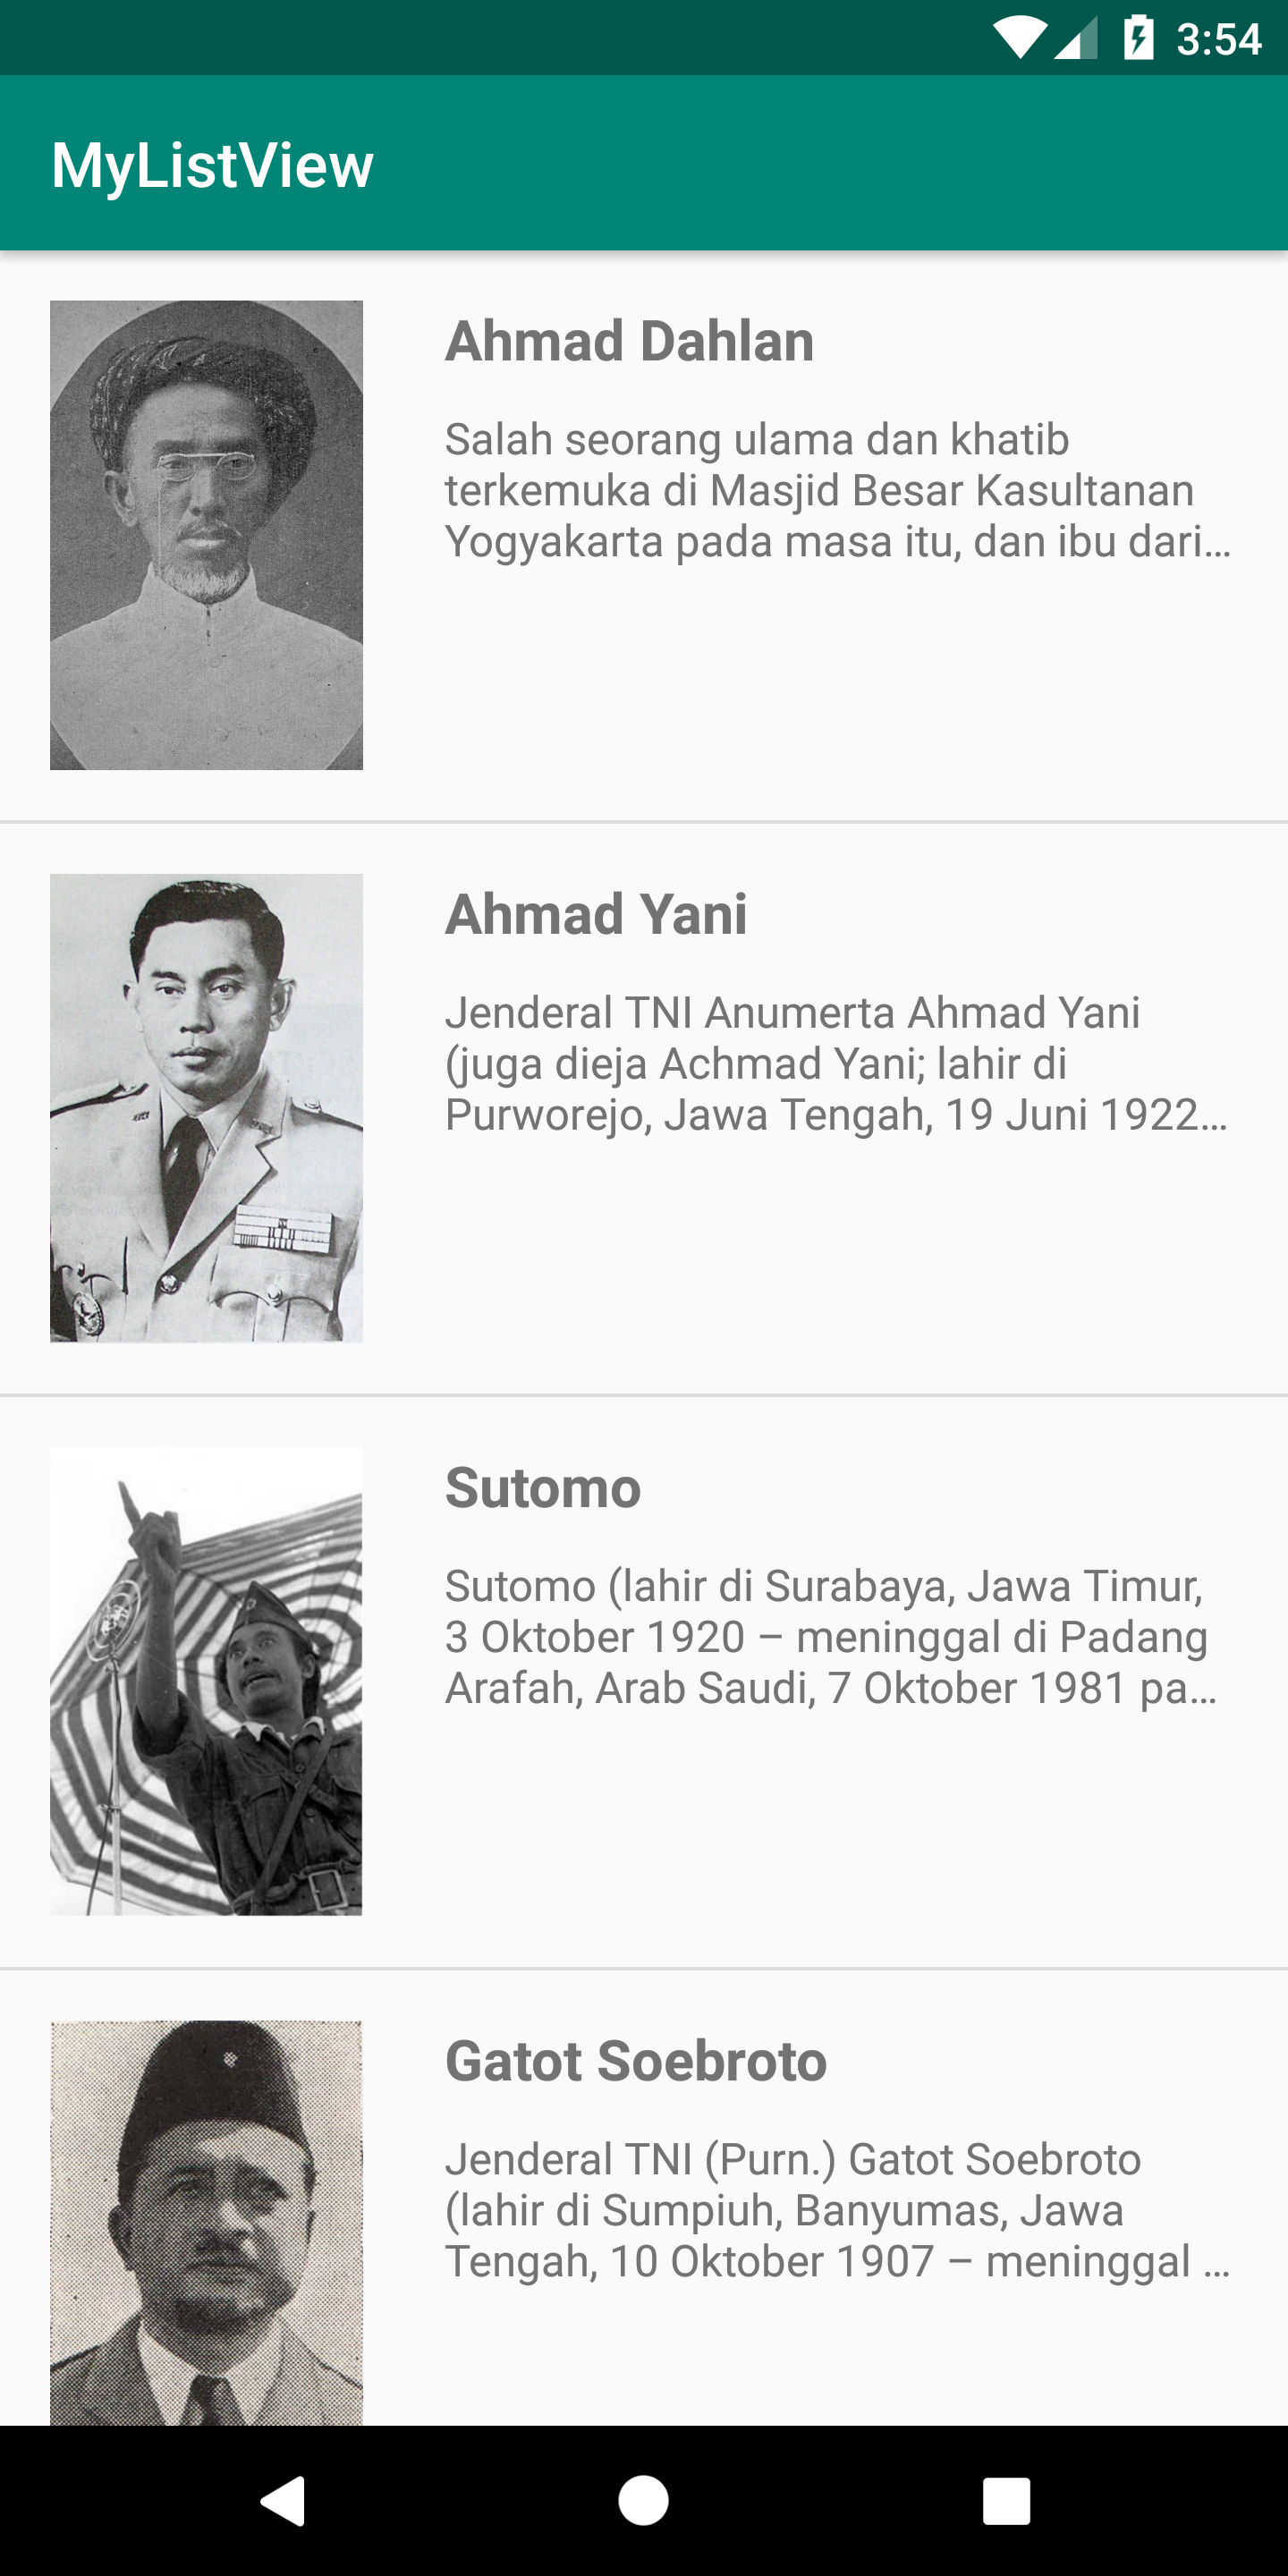 3:54
MyListView
Ahmad Dahlan
Salah seorang ulama dan khatib
terkemuka di Masjid Besar Kasultanan
Yogyakarta pada masa itu, dan ibu dari…
Ahmad Yani
Jenderal TNI Anumerta Ahmad Yani
(juga dieja Achmad Yani; lahir di
Purworejo, Jawa Tengah, 19 Juni 1922…
Sutomo
Sutomo (lahir di Surabaya, Jawa Timur,
3 Oktober 1920 – meninggal di Padang
Arafah, Arab Saudi, 7 Oktober 1981 pa…
Gatot Soebroto
Jenderal TNI (Purn.) Gatot Soebroto
(lahir di Sumpiuh, Banyumas, Jawa
Tengah, 10 Oktober 1907 – meninggal …